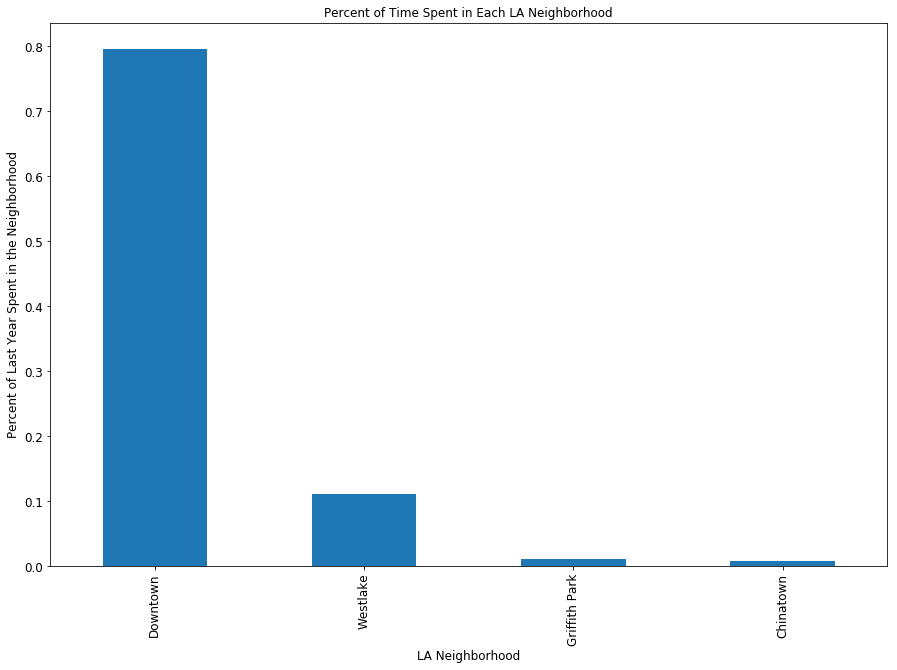 Percent of Time Spent in Each LA Neighborhood
Percent of Last Year Spent in the Neighborhood
0.8
0.7
0.6
0.5
0.4
0.3
0.2
0.1
0.0
Downtown
Westlake
Griffith Park
Chinatown
LA Neighborhood